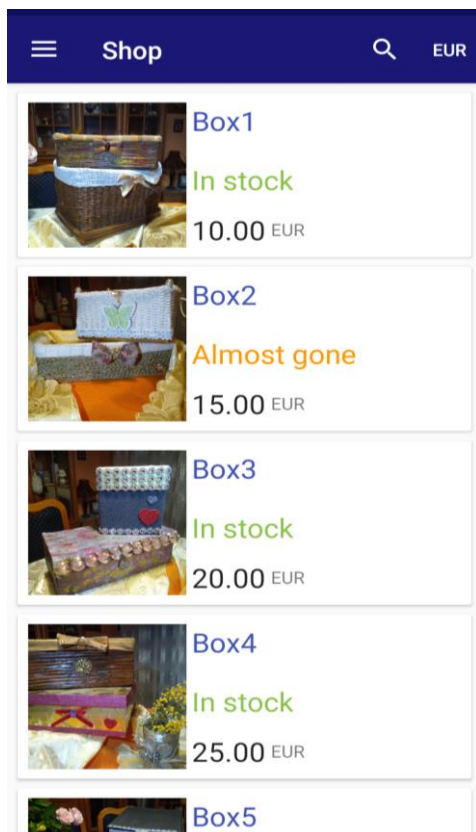 Shop EUR
Box1
In stock
10.00 EUR
Box2
Almost gone
15.00 EUR
Box3
In stock
20.00 EUR
Box4
In stock
25.00 EUR
Box5